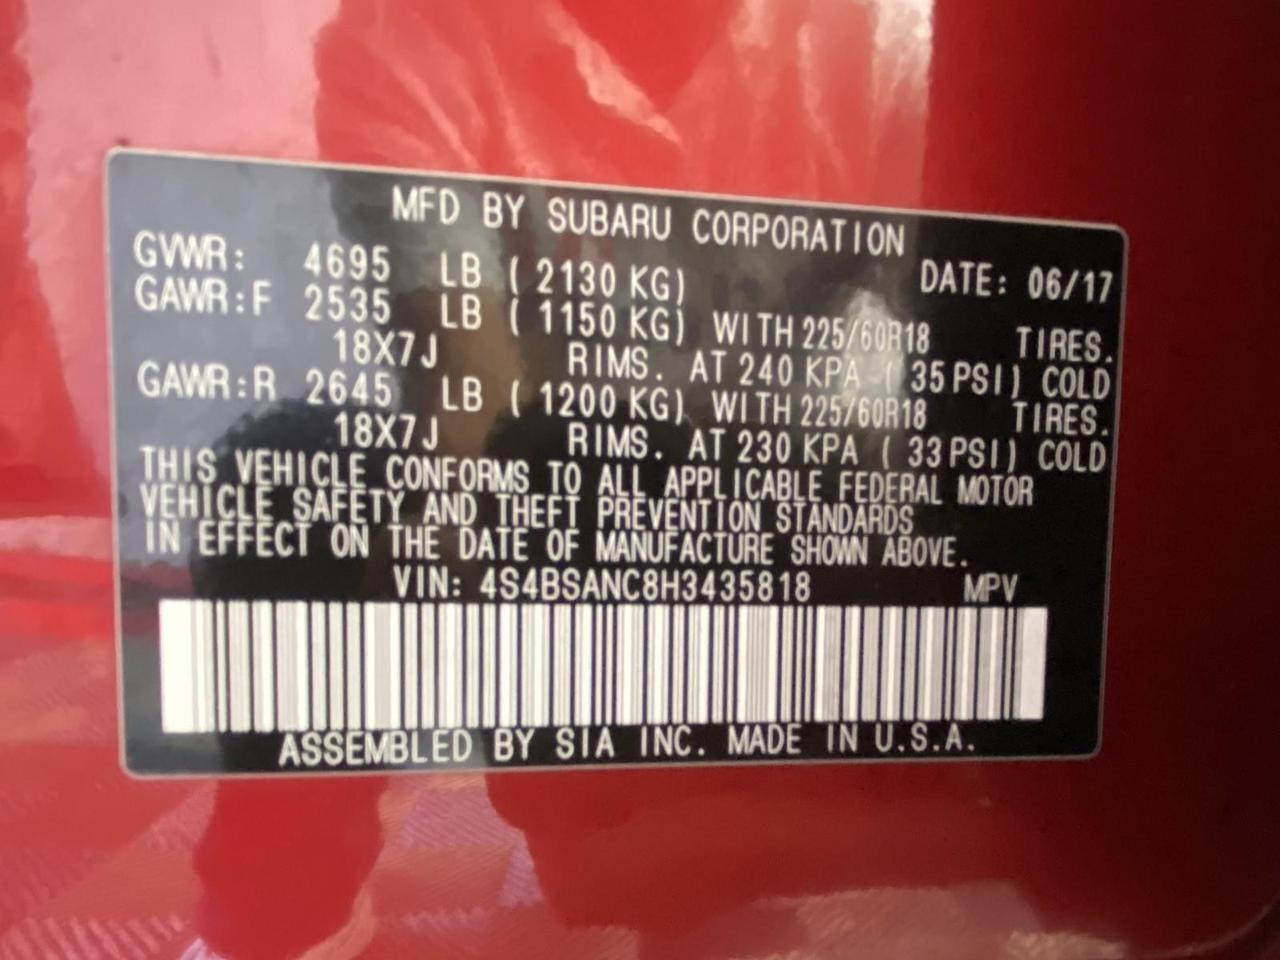 MFD BY SUBARU CORPORATION
GVWR: 4695 LB ( 2130 KG) DATE: 06/17
GAWR:F 2535 LB ( 1150 KG) WITH 225/60R18 TIRES.
18X7J RIMS. AT 240 KPA ( 35 PSI) COLD
GAWR:R 2645 LB ( 1200 KG) WITH 225/60R18 TIRES.
18X7J RIMS. AT 230 KPA ( 33 PSI) COLD
THIS VEHICLE CONFORMS TO ALL APPLICABLE FEDERAL MOTOR
VEHICLE SAFETY AND THEFT PREVENTION STANDARDS
IN EFFECT ON THE DATE OF MANUFACTURE SHOWN ABOVE.
VIN: 4S4BSANC8H3435818 MPV
ASSEMBLED BY SIA INC. MADE IN U.S.A.